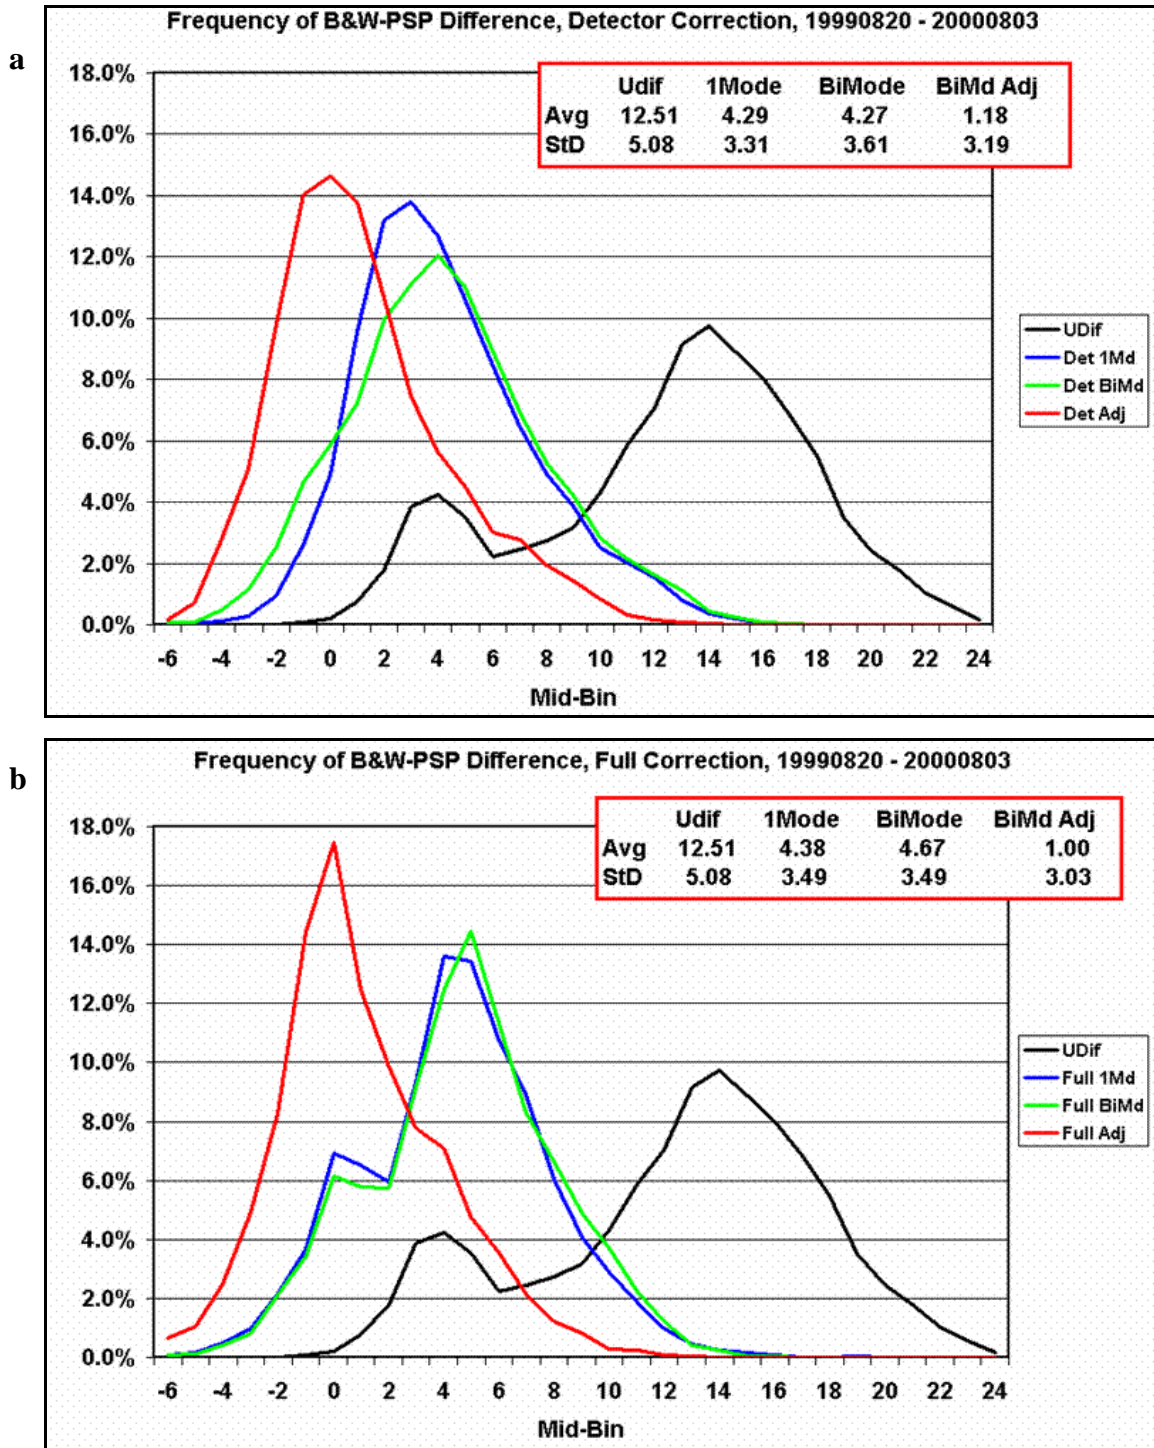 a
Frequency of B&W-PSP Difference, Detector Correction, 19990820 - 20000803
18.0%
16.0%
14.0%
12.0%
10.0%
8.0%
6.0%
4.0%
2.0%
0.0%
Udif 1Mode BiMode BiMd Adj
Avg 12.51 4.29 4.27 1.18
StD 5.08 3.31 3.61 3.19
UDif
Det 1Md
Det BiMd
Det Adj
-6 -4 -2 0 2 4 6 8 10 12 14 16 18 20 22 24
Mid-Bin
b
Frequency of B&W-PSP Difference, Full Correction, 19990820 - 20000803
18.0%
16.0%
14.0%
12.0%
10.0%
8.0%
6.0%
4.0%
2.0%
0.0%
Udif 1Mode BiMode BiMd Adj
Avg 12.51 4.38 4.67 1.00
StD 5.08 3.49 3.49 3.03
UDif
Full 1Md
Full BiMd
Full Adj
-6 -4 -2 0 2 4 6 8 10 12 14 16 18 20 22 24
Mid-Bin